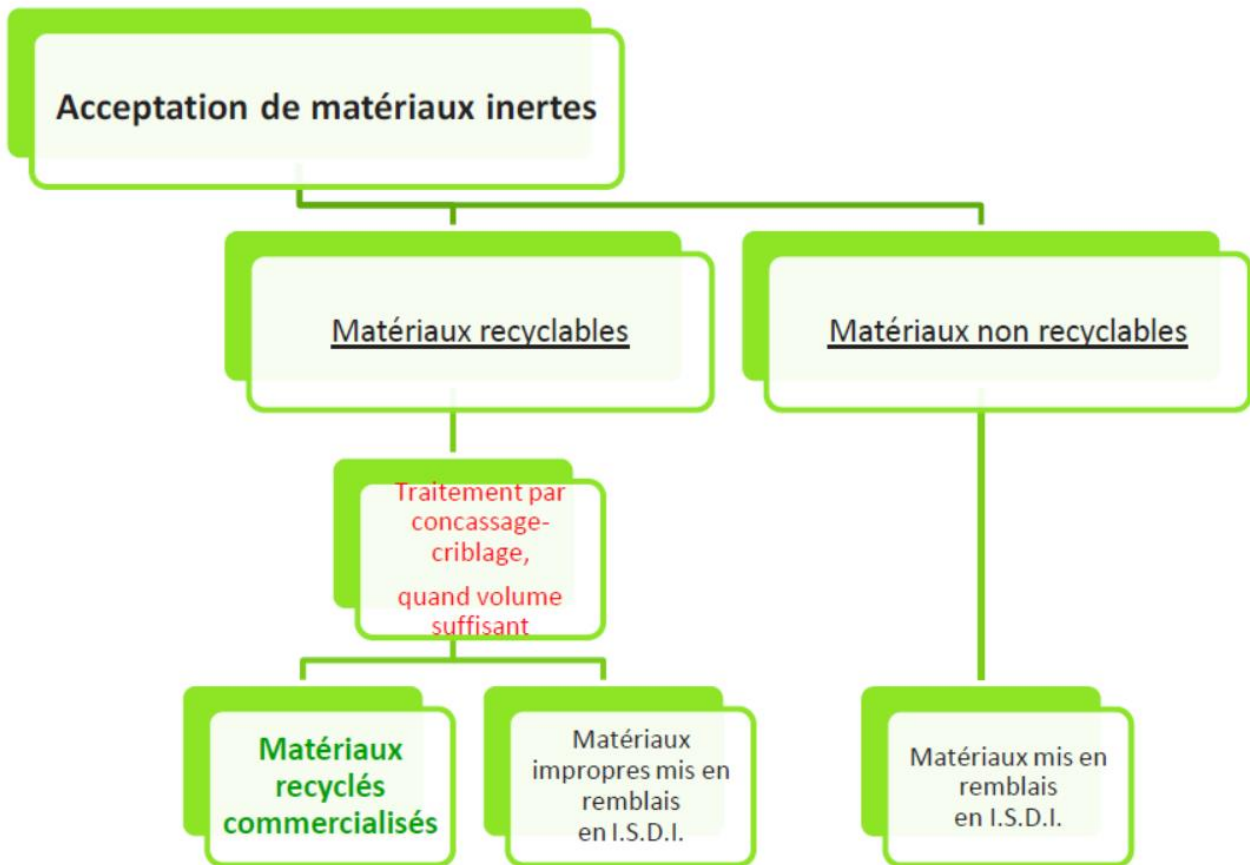 Acceptation de matériaux inertes
Matériaux recyclables
Matériaux non recyclables
Traitement par
concassage-
criblage,
quand volume
suffisant
Matériaux
recyclés
commercialisés
Matériaux
impropres mis en
remblais
en I.S.D.I.
Matériaux mis en
remblais
en I.S.D.I.